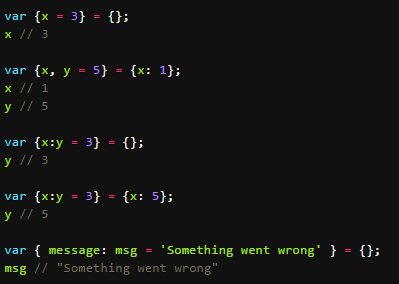 var {x = 3} = {};
x // 3
var {x, y = 5} = {x: 1};
x // 1
y // 5
var {x:y = 3} = {};
y // 3
var {x:y = 3} = {x: 5};
y // 5
var { message: msg = 'Something went wrong' } = {};
msg // "Something went wrong"